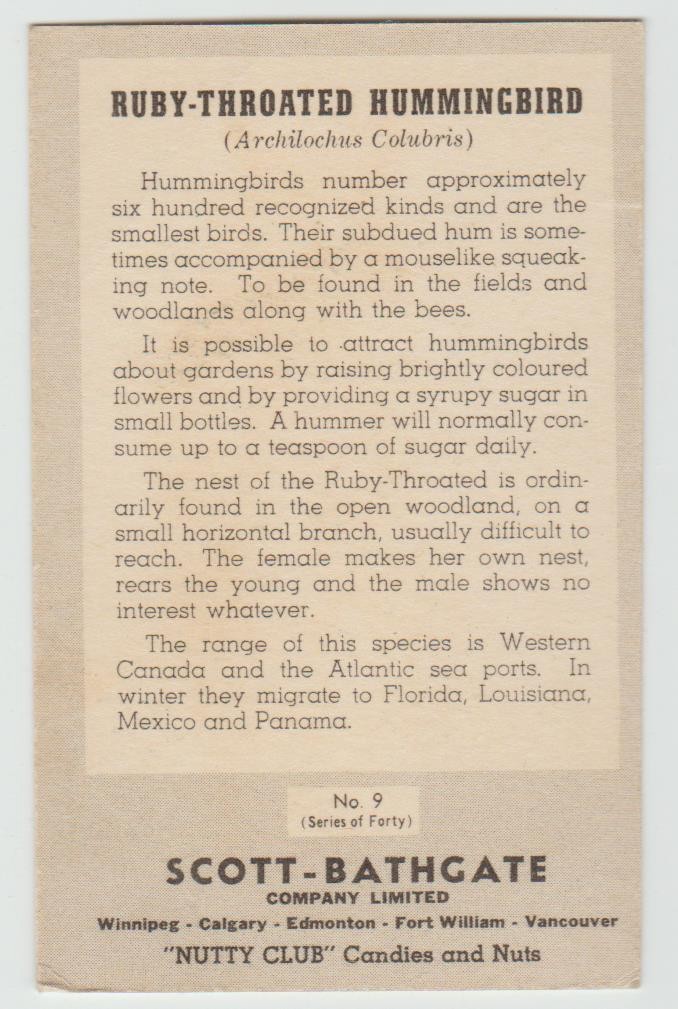 RUBY-THROATED HUMMINGBIRD
(Archilochus Colubris)
Hummingbirds number approximately
six hundred recognized kinds and are the
smallest birds. Their subdued hum is some-
times accompanied by a mouselike squeak-
ing note. To be found in the fields and
woodlands along with the bees.
It is possible to attract hummingbirds
about gardens by raising brightly coloured
flowers and by providing a syrupy sugar in
small bottles. A hummer will normally con-
sume up to a teaspoon of sugar daily.
The nest of the Ruby-Throated is ordin-
arily found in the open woodland, on a
small horizontal branch, usually difficult to
reach. The female makes her own nest,
rears the young and the male shows no
interest whatever.
The range of this species is Western
Canada and the Atlantic sea ports. In
winter they migrate to Florida, Louisiana,
Mexico and Panama.
No. 9
(Series of Forty)
SCOTT-BATHGATE
COMPANY LIMITED
Winnipeg - Calgary - Edmonton - Fort William - Vancouver
"NUTTY CLUB" Candies and Nuts